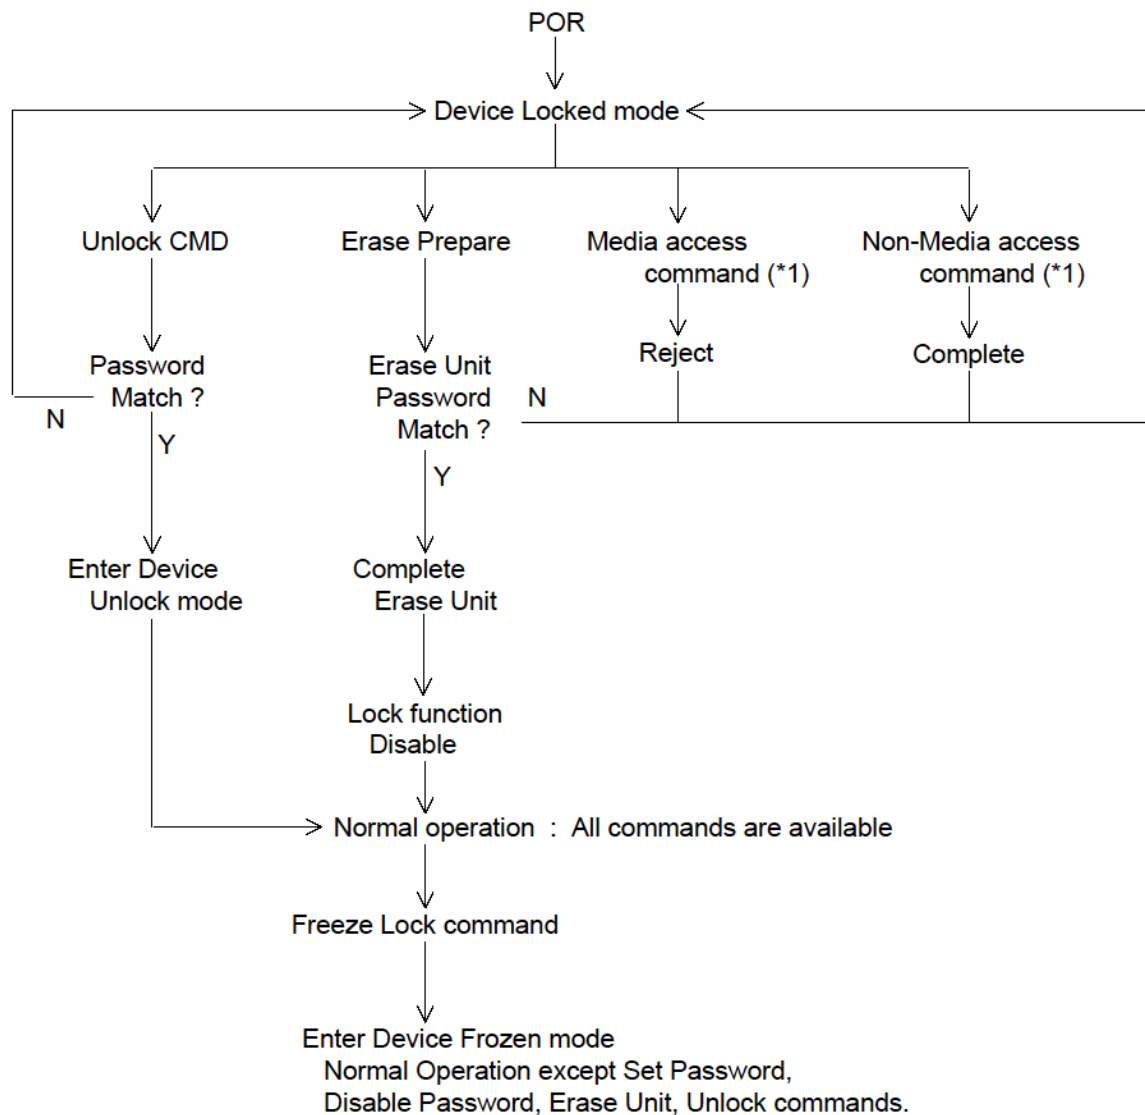 POR
Device Locked mode
Unlock CMD
Erase Prepare
Media access
command (*1)
Non-Media access
command (*1)
Password
Match ?
N
Y
Erase Unit
Password
Match ?
N
Y
Reject
Complete
Enter Device
Unlock mode
Complete
Erase Unit
Lock function
Disable
Normal operation : All commands are available
Freeze Lock command
Enter Device Frozen mode
Normal Operation except Set Password,
Disable Password, Erase Unit, Unlock commands.